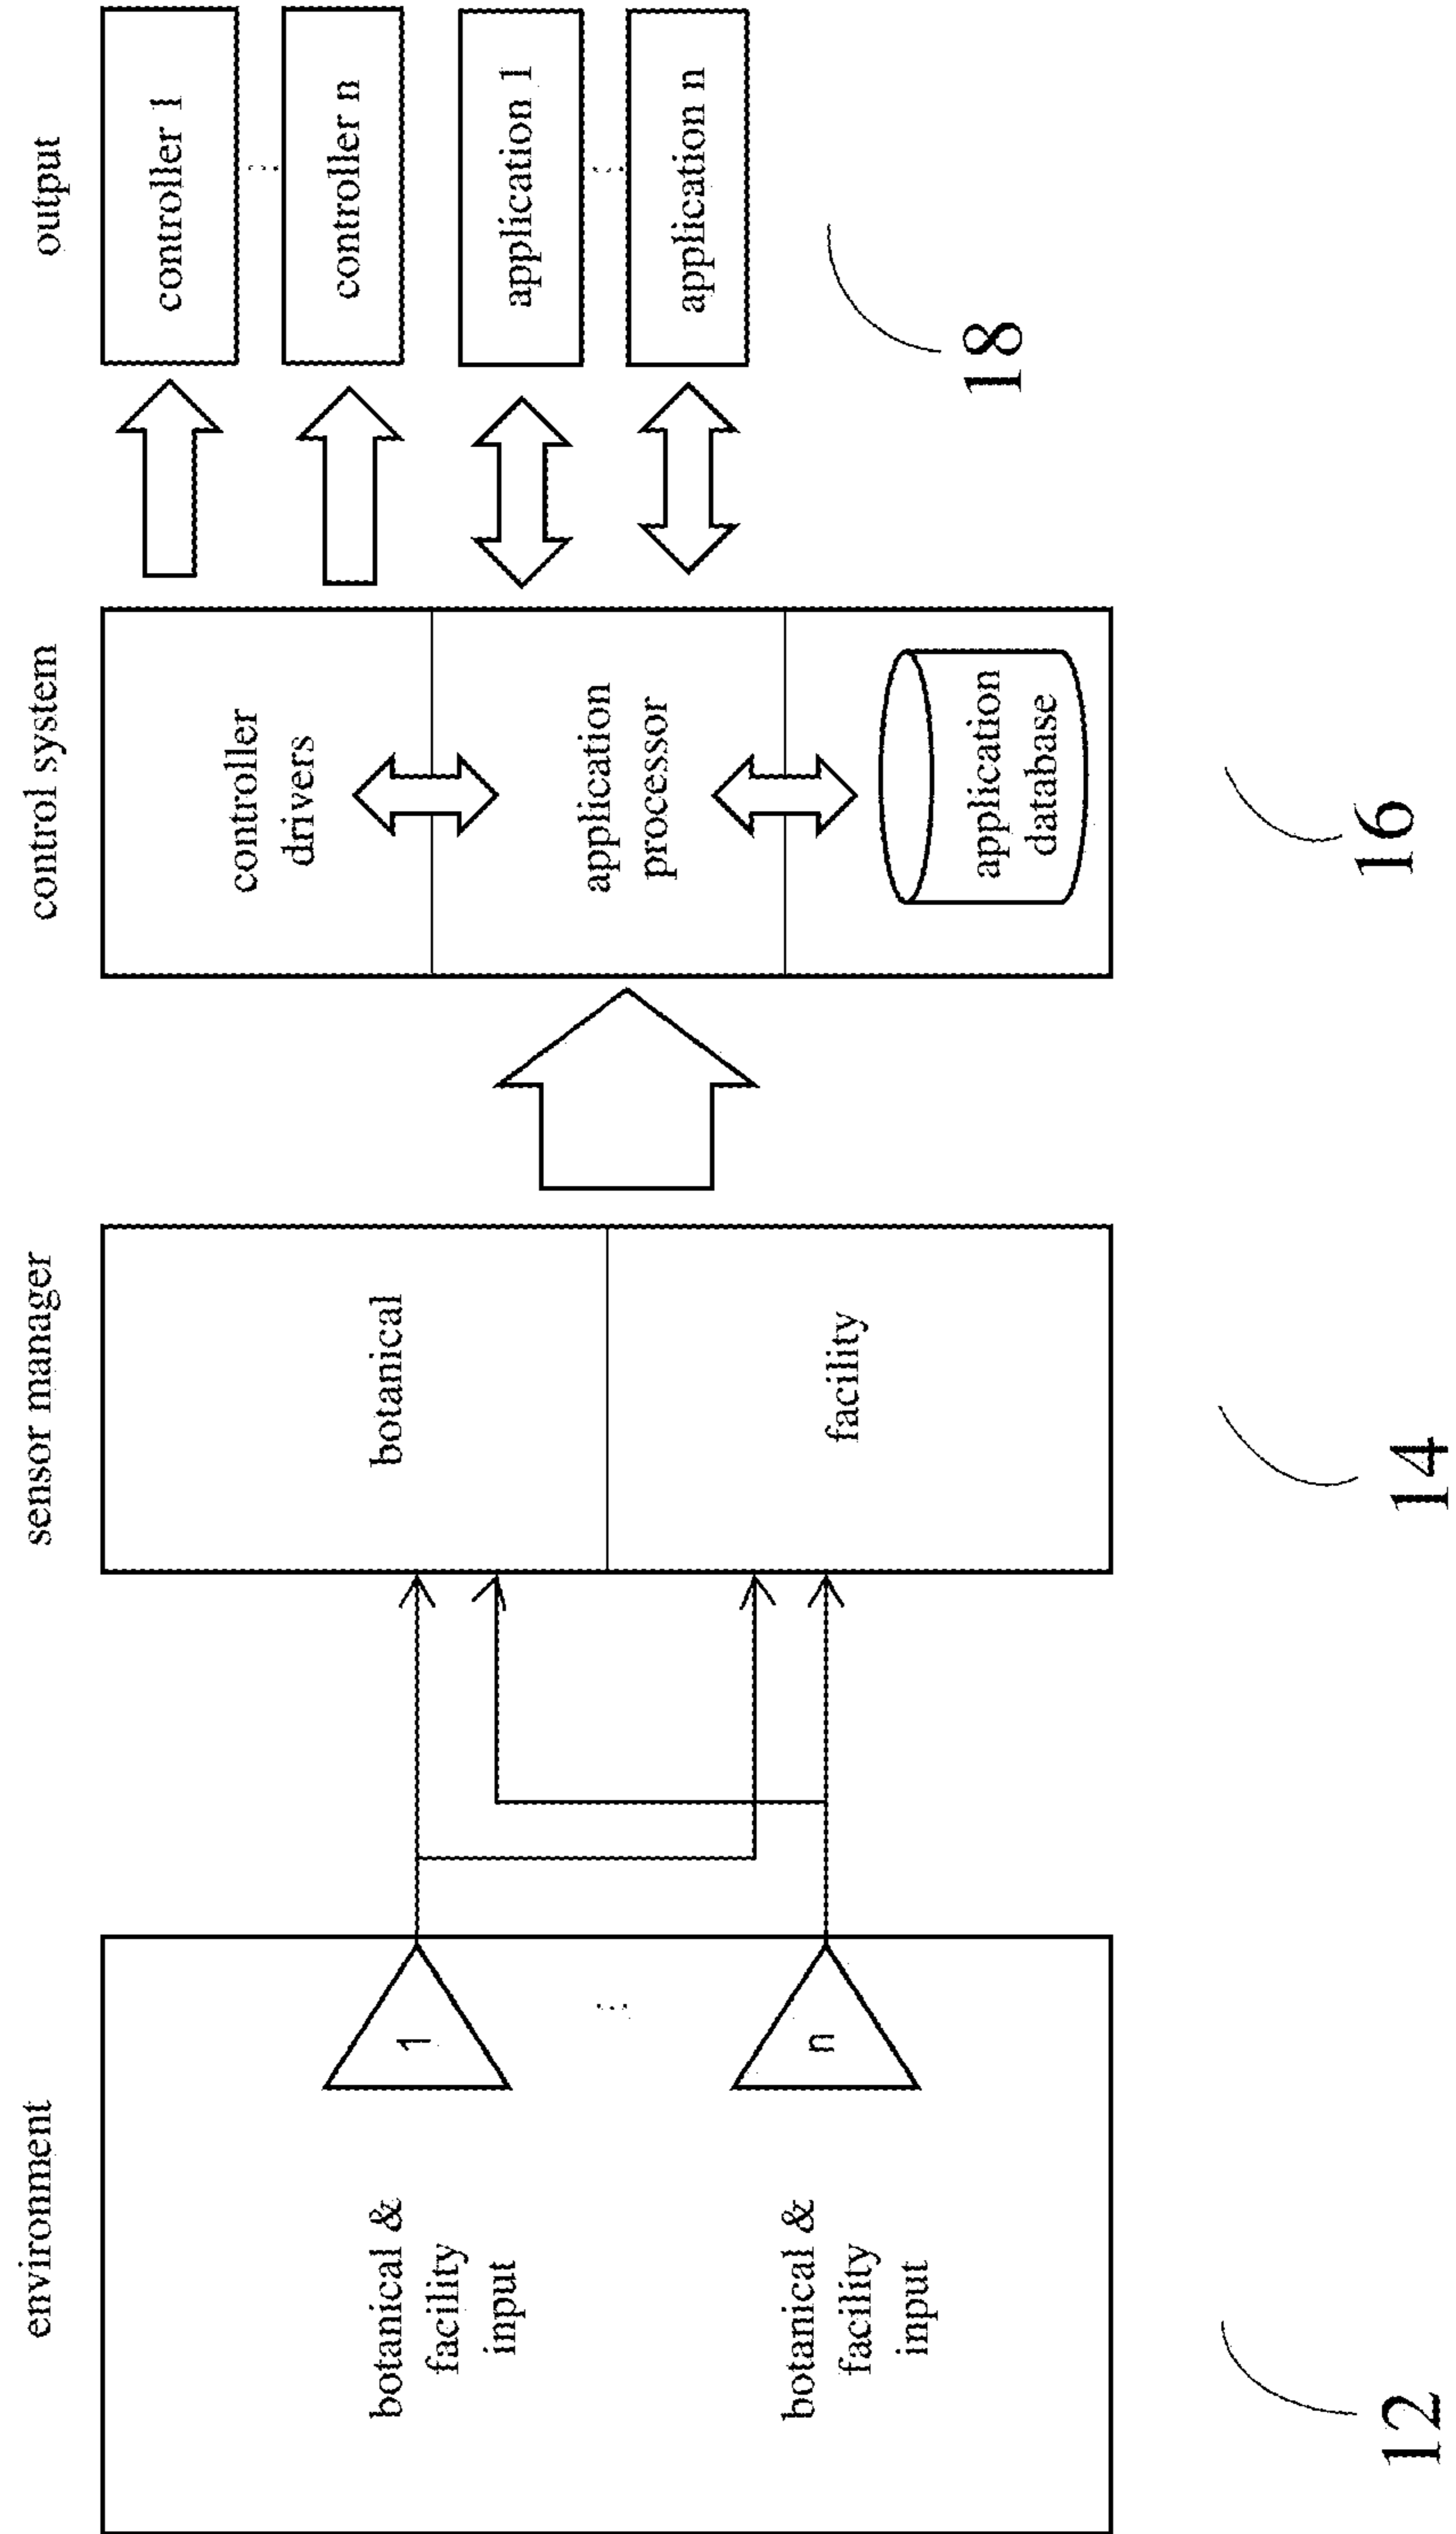 environment
botanical &
facility
input
1
botanical &
facility
input
n
12
sensor manager
botanical
facility
14
control system
controller
drivers
application
processor
application
database
16
output
controller 1
controller n
application 1
application n
18